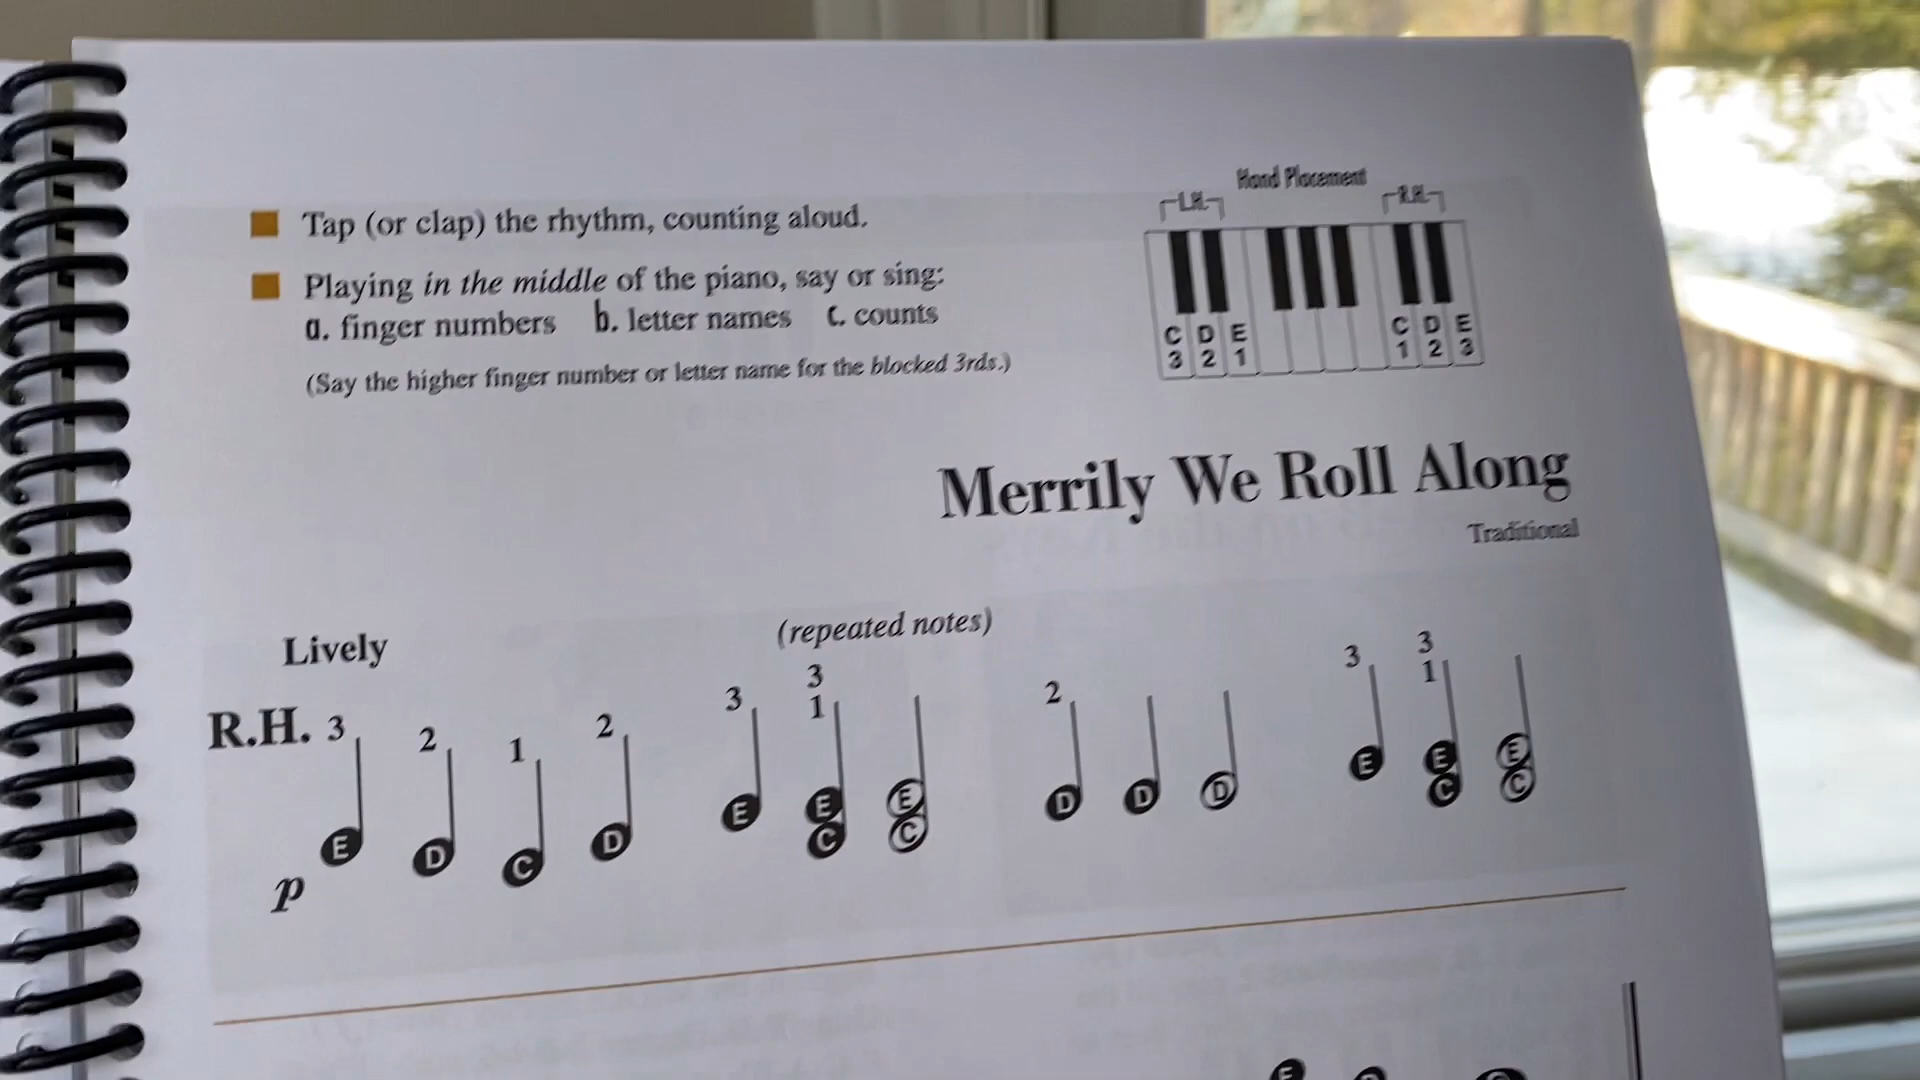 Hand Placement
L.H. R.H.
Tap (or clap) the rhythm, counting aloud.
Playing in the middle of the piano, say or sing:
a. finger numbers b. letter names c. counts
(Say the higher finger number or letter name for the blocked 3rds.)
C D E C D E
3 2 1 1 2 3
Merrily We Roll Along
Traditional
Lively
(repeated notes)
R.H. 3 2 1 2 3 3 1 2 3 3 1
E D C D E E C E C D D D E E C E C
p